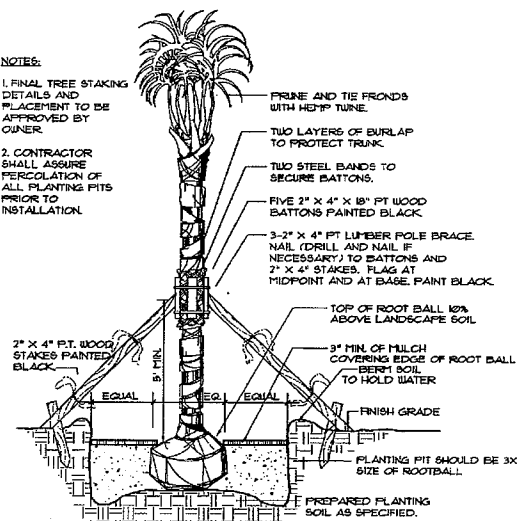 NOTES:
1. FINAL TREE STAKING
DETAILS AND
PLACEMENT TO BE
APPROVED BY
OWNER.
2. CONTRACTOR
SHALL ASSURE
PERCOLATION OF
ALL PLANTING PITS
PRIOR TO
INSTALLATION.
PRUNE AND TIE FRONDS
WITH HEMP TWINE.
TWO LAYERS OF BURLAP
TO PROTECT TRUNK.
TWO STEEL BANDS TO
SECURE BATTONS.
FIVE 2" X 4" X 18" PT WOOD
BATTONS PAINTED BLACK
3-2" X 4" PT LUMBER POLE BRACE.
NAIL (DRILL AND NAIL IF
NECESSARY) TO BATTONS AND
2" X 4" STAKES. FLAG AT
MIDPOINT AND AT BASE. PAINT BLACK.
TOP OF ROOT BALL 10%
ABOVE LANDSCAPE SOIL
3" MIN. OF MULCH
COVERING EDGE OF ROOT BALL
BERM SOIL
TO HOLD WATER
2" X 4" P.T. WOOD
STAKES PAINTED
BLACK
5' MIN.
EQUAL
EQ.
EQUAL
FINISH GRADE
PLANTING PIT SHOULD BE 3X
SIZE OF ROOTBALL
PREPARED PLANTING
SOIL AS SPECIFIED.